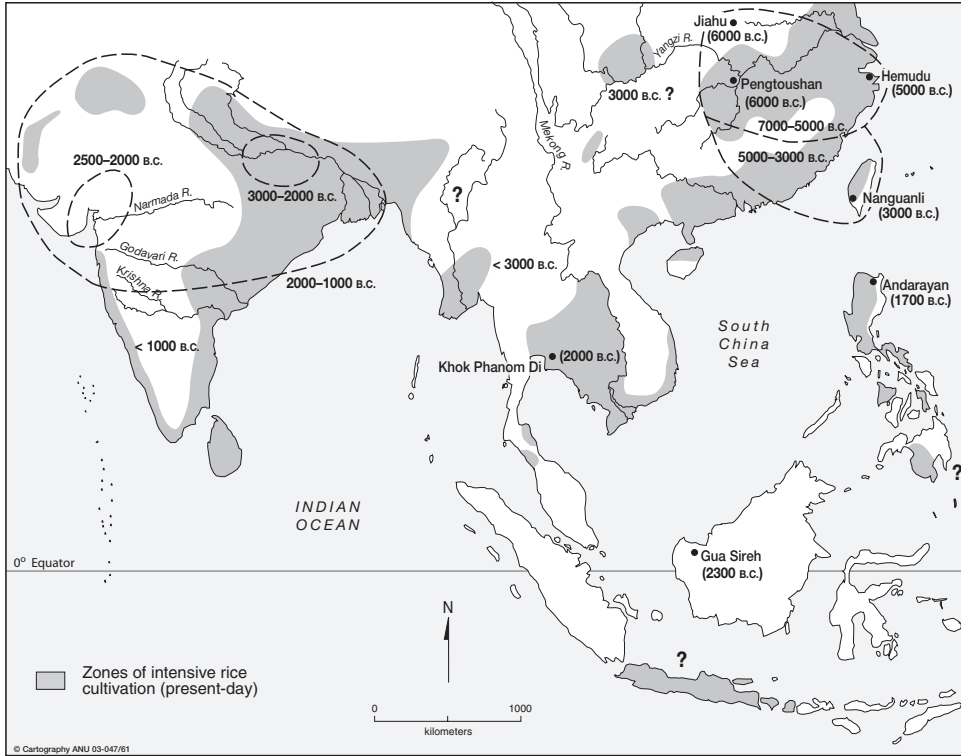 Jiahu
(6000 B.C.)
Yangzi R.
Pengtoushan
(6000 B.C.)
Hemudu
(5000 B.C.)
3000 B.C. ?
7000–5000 B.C.
5000–3000 B.C.
Mekong R.
2500–2000 B.C.
3000–2000 B.C.
Narmada R.
?
Nanguanli
(3000 B.C.)
Godavari R.
Krishna R.
2000–1000 B.C.
< 3000 B.C.
Andarayan
(1700 B.C.)
South
China
Sea
< 1000 B.C.
Khok Phanom Di
(2000 B.C.)
?
INDIAN
OCEAN
Gua Sireh
(2300 B.C.)
0° Equator
N
?
Zones of intensive rice
cultivation (present-day)
0 1000
kilometers
© Cartography ANU 03-047/61